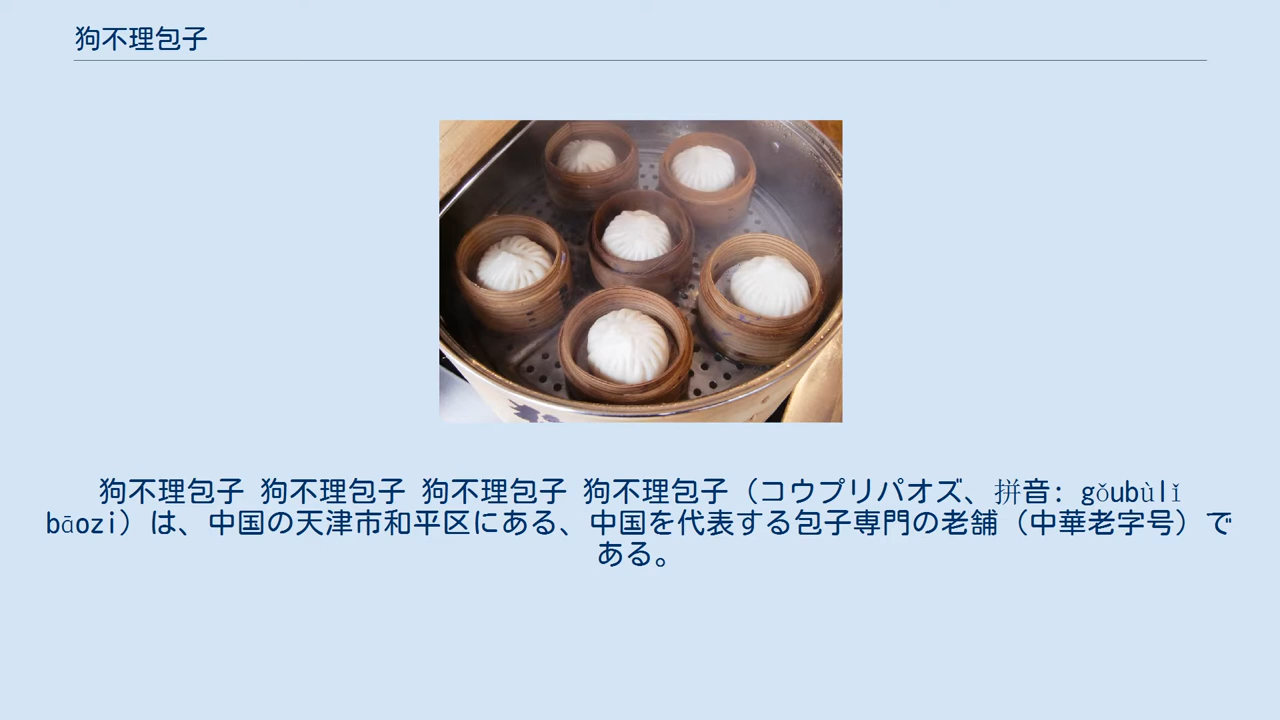 狗不理包子
狗不理包子 狗不理包子 狗不理包子 狗不理包子（コウプリパオズ、拼音: gǒubùlǐ
bāozi）は、中国の天津市和平区にある、中国を代表する包子専門の老舗（中華老字号）で
ある。